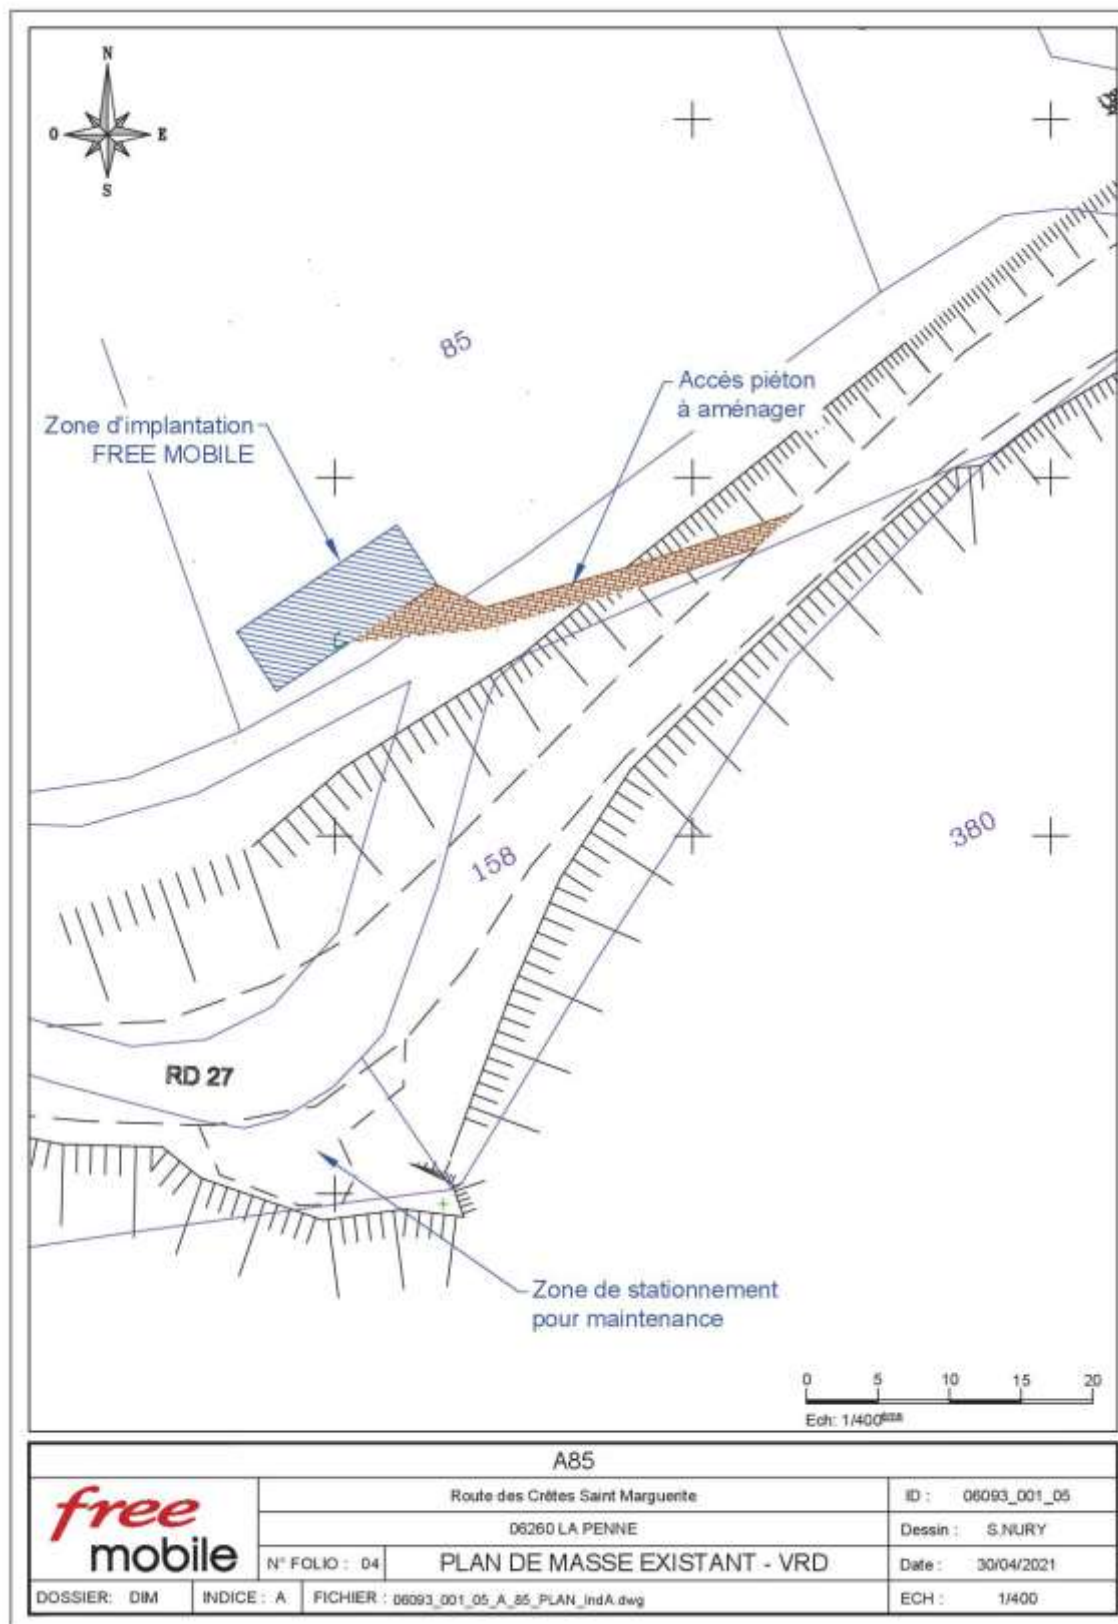 N
O E
S
85
Accès piéton
à aménager
Zone d'implantation
FREE MOBILE
380
158
RD 27
Zone de stationnement
pour maintenance
0 5 10 15 20
Ech: 1/400ème
A85
free
mobile
Route des Crêtes Saint Marguerite
ID : 06093_001_05
06260 LA PENNE
Dessin : S.NURY
N° FOLIO : 04
PLAN DE MASSE EXISTANT - VRD
Date : 30/04/2021
DOSSIER: DIM
INDICE : A
FICHIER : 06093_001_05_A_85_PLAN_IndA.dwg
ECH : 1/400